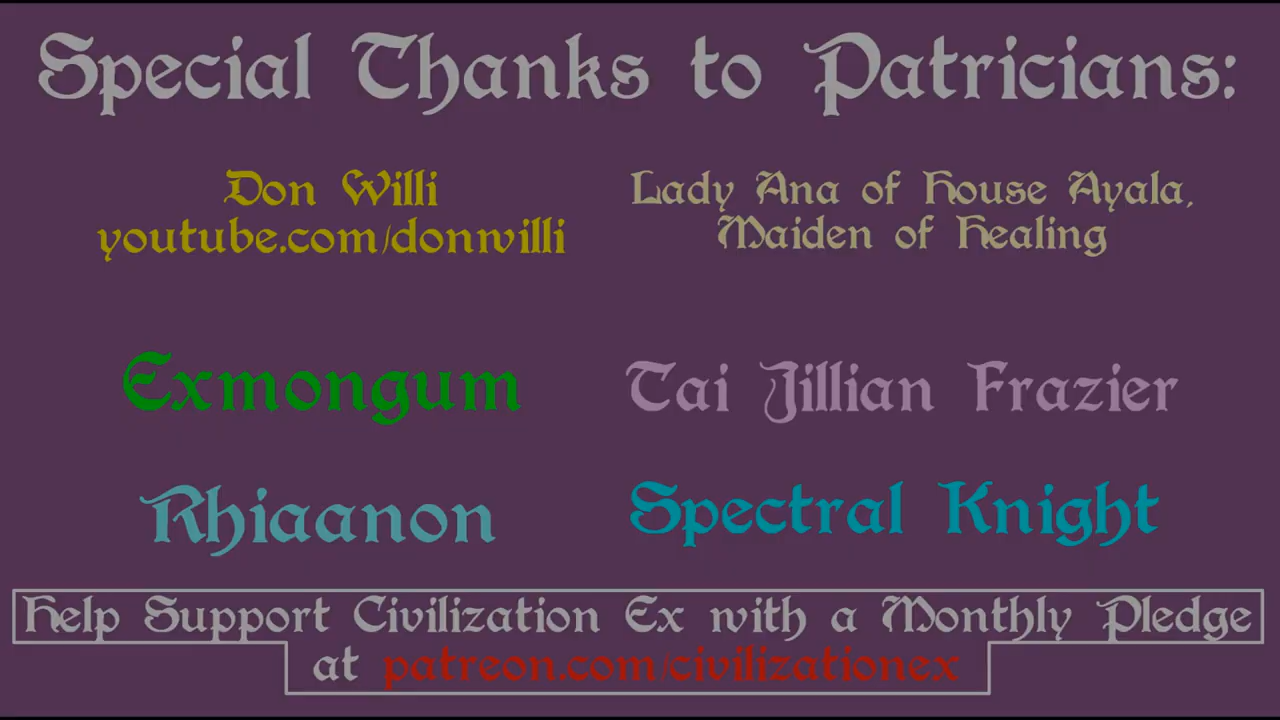 Special Thanks to Patricians:
Don Willi
youtube.com/donwilli
Lady Ana of House Ayala,
Maiden of Healing
Exmongum
Tai Jillian Frazier
Rhiaanon
Spectral Knight
Help Support Civilization Ex with a Monthly Pledge
at patreon.com/civilizationex